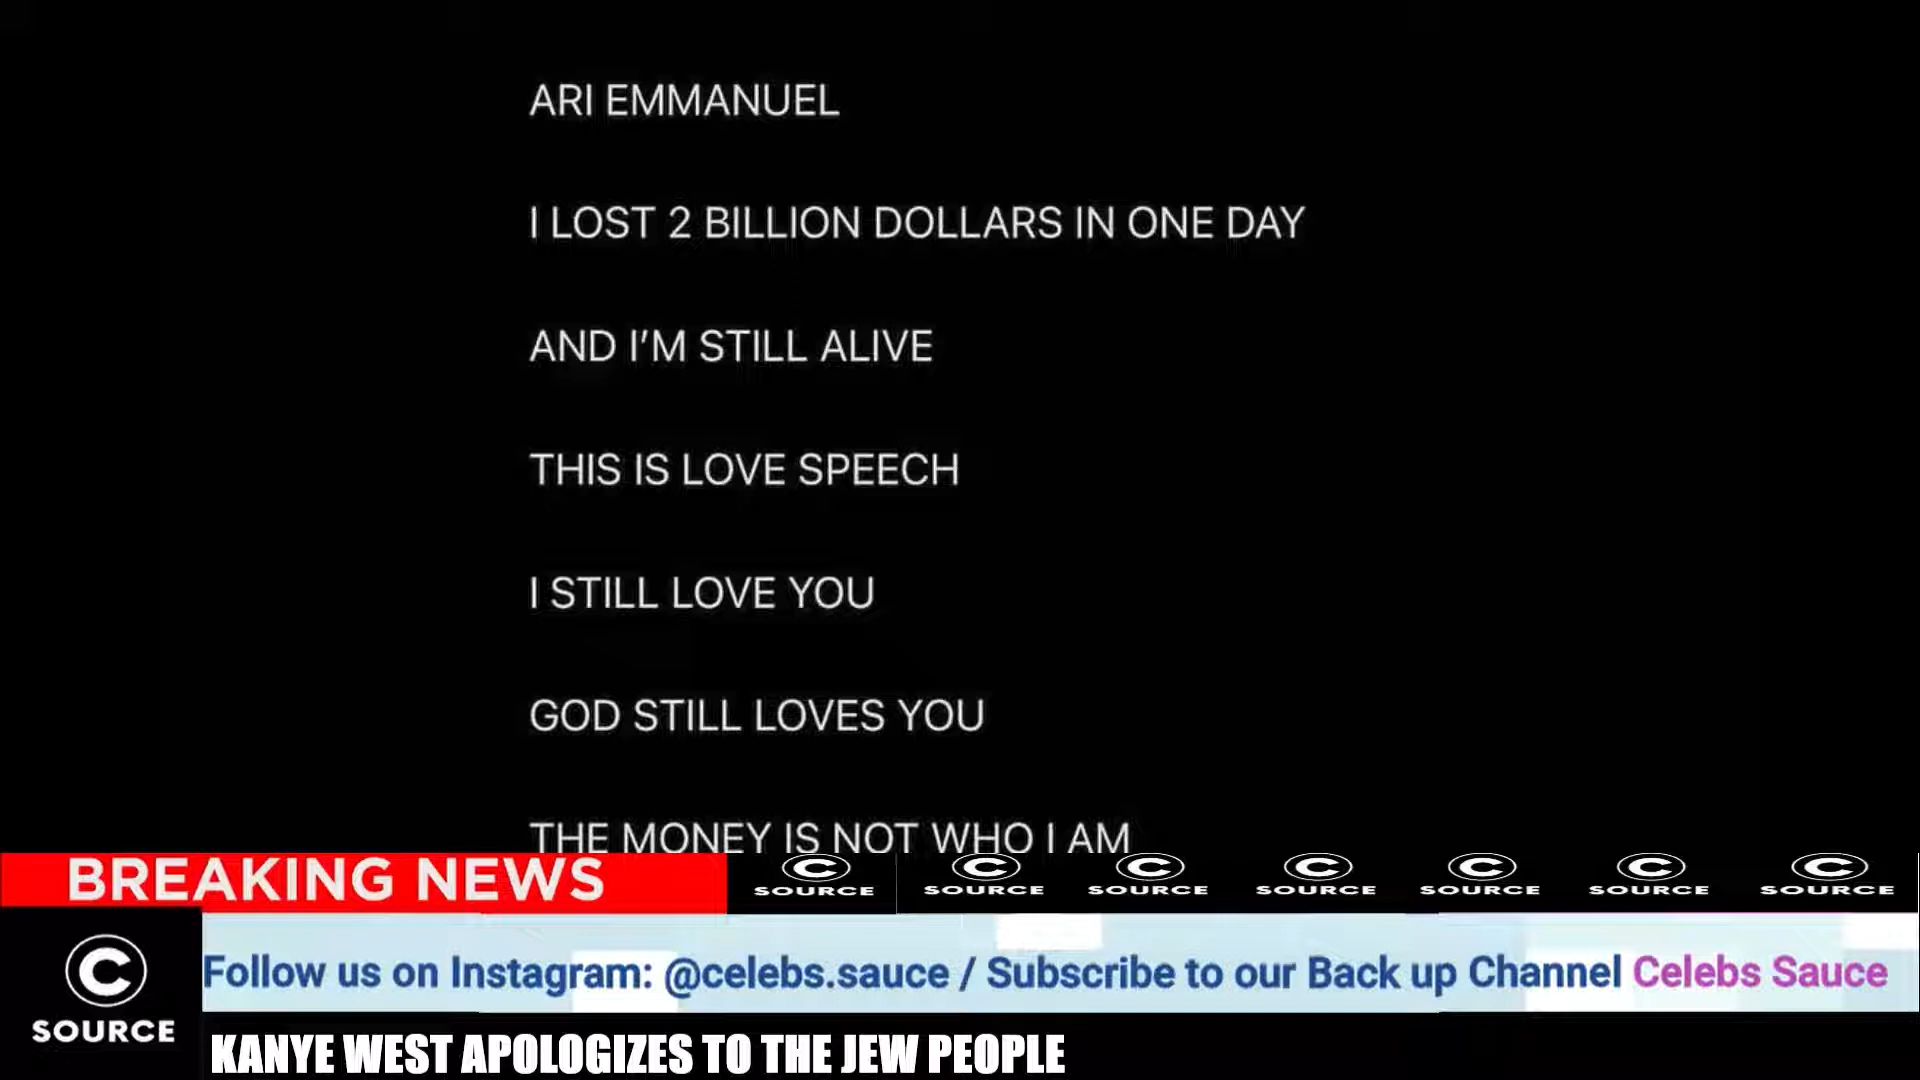 ARI EMMANUEL
I LOST 2 BILLION DOLLARS IN ONE DAY
AND I’M STILL ALIVE
THIS IS LOVE SPEECH
I STILL LOVE YOU
GOD STILL LOVES YOU
THE MONEY IS NOT WHO I AM
BREAKING NEWS
C SOURCE C SOURCE C SOURCE C SOURCE C SOURCE C SOURCE C SOURCE
Follow us on Instagram: @celebs.sauce / Subscribe to our Back up Channel Celebs Sauce
C
SOURCE
KANYE WEST APOLOGIZES TO THE JEW PEOPLE